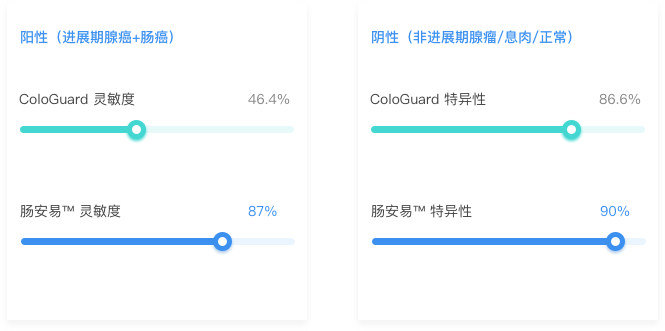 阳性（进展期腺癌+肠癌）
ColoGuard 灵敏度 46.4%
肠安易™ 灵敏度 87%
阴性（非进展期腺瘤/息肉/正常）
ColoGuard 特异性 86.6%
肠安易™ 特异性 90%